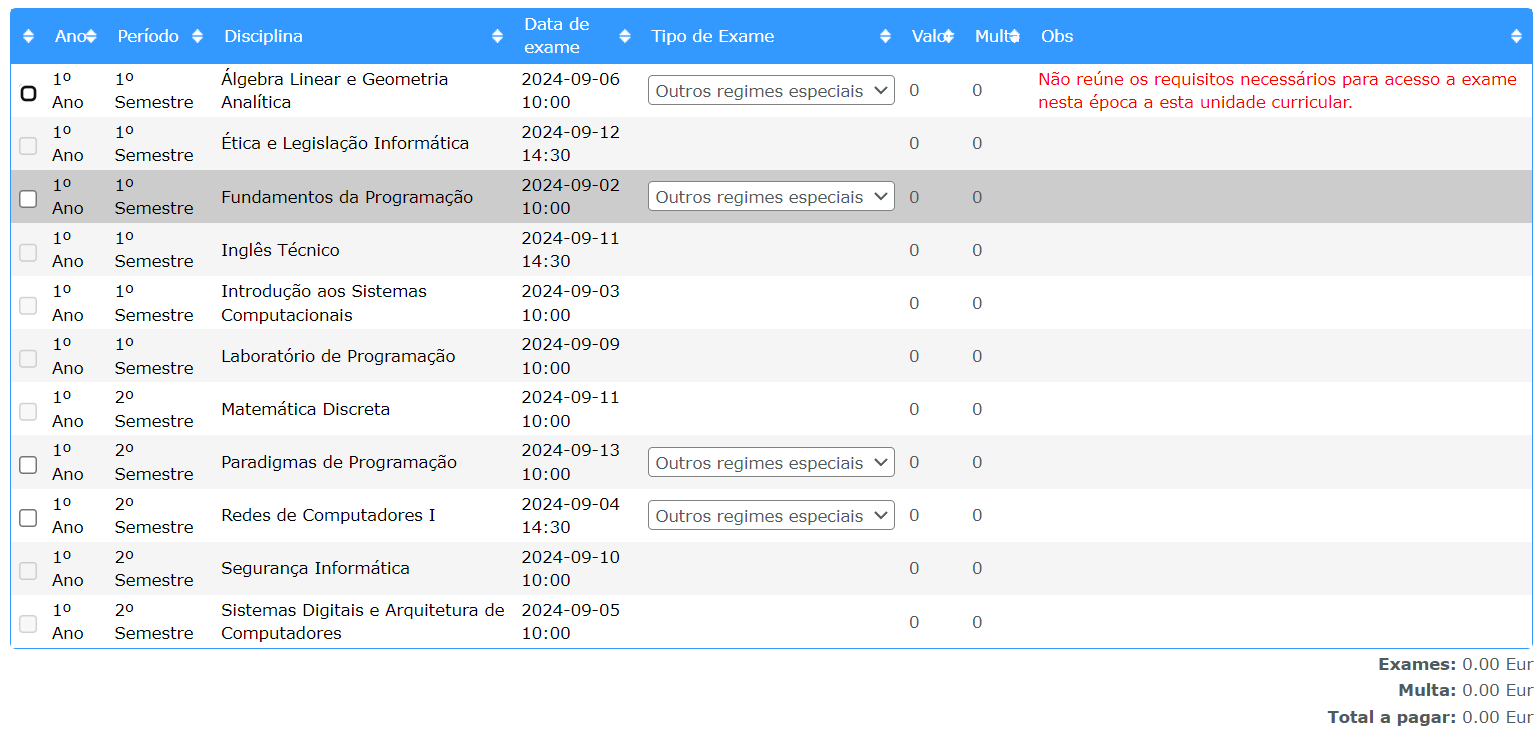 Ano Período Disciplina Data de exame Tipo de Exame Valor Multa Obs
1º Ano 1º Semestre Álgebra Linear e Geometria Analítica 2024-09-06 10:00 Outros regimes especiais 0 0 Não reúne os requisitos necessários para acesso a exame nesta época a esta unidade curricular.
1º Ano 1º Semestre Ética e Legislação Informática 2024-09-12 14:30 0 0
1º Ano 1º Semestre Fundamentos da Programação 2024-09-02 10:00 Outros regimes especiais 0 0
1º Ano 1º Semestre Inglês Técnico 2024-09-11 14:30 0 0
1º Ano 1º Semestre Introdução aos Sistemas Computacionais 2024-09-03 10:00 0 0
1º Ano 1º Semestre Laboratório de Programação 2024-09-09 10:00 0 0
1º Ano 2º Semestre Matemática Discreta 2024-09-11 10:00 0 0
1º Ano 2º Semestre Paradigmas de Programação 2024-09-13 10:00 Outros regimes especiais 0 0
1º Ano 2º Semestre Redes de Computadores I 2024-09-04 14:30 Outros regimes especiais 0 0
1º Ano 2º Semestre Segurança Informática 2024-09-10 10:00 0 0
1º Ano 2º Semestre Sistemas Digitais e Arquitetura de Computadores 2024-09-05 10:00 0 0
Exames: 0.00 Eur
Multa: 0.00 Eur
Total a pagar: 0.00 Eur